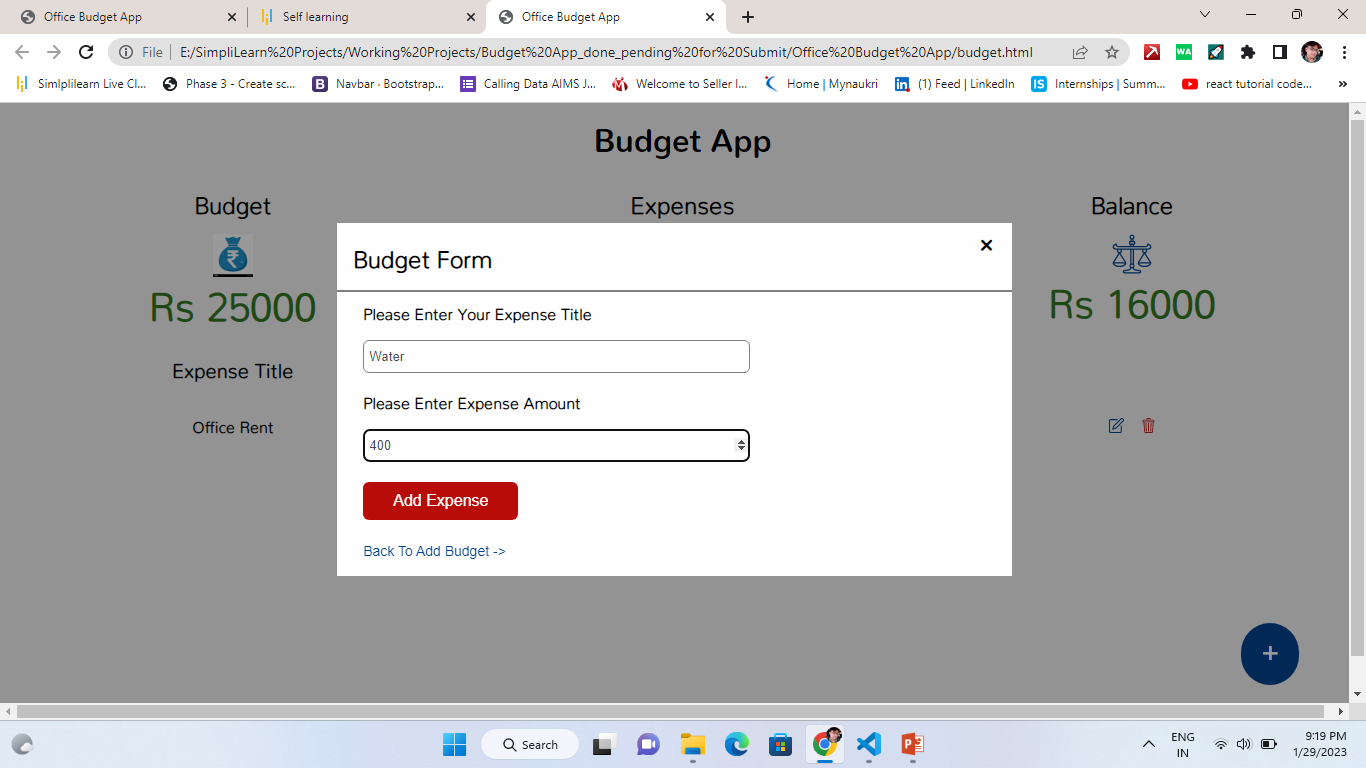 Office Budget App
Self learning
Office Budget App
File
E:/SimpliLearn%20Projects/Working%20Projects/Budget%20App_done_pending%20for%20Submit/Office%20Budget%20App/budget.html
WA
Simlplilearn Live Cl...
Phase 3 - Create sc...
B
Navbar · Bootstrap...
Calling Data AIMS J...
Welcome to Seller I...
Home | Mynaukri
in
(1) Feed | LinkedIn
IS
Internships | Summ...
react tutorial code...
»
Budget App
Budget
Expenses
Balance
₹
Rs 25000
Rs 16000
Budget Form
×
Please Enter Your Expense Title
Water
Expense Title
Please Enter Expense Amount
Office Rent
400
Add Expense
Back To Add Budget ->
+
Search
ENG
IN
9:19 PM
1/29/2023